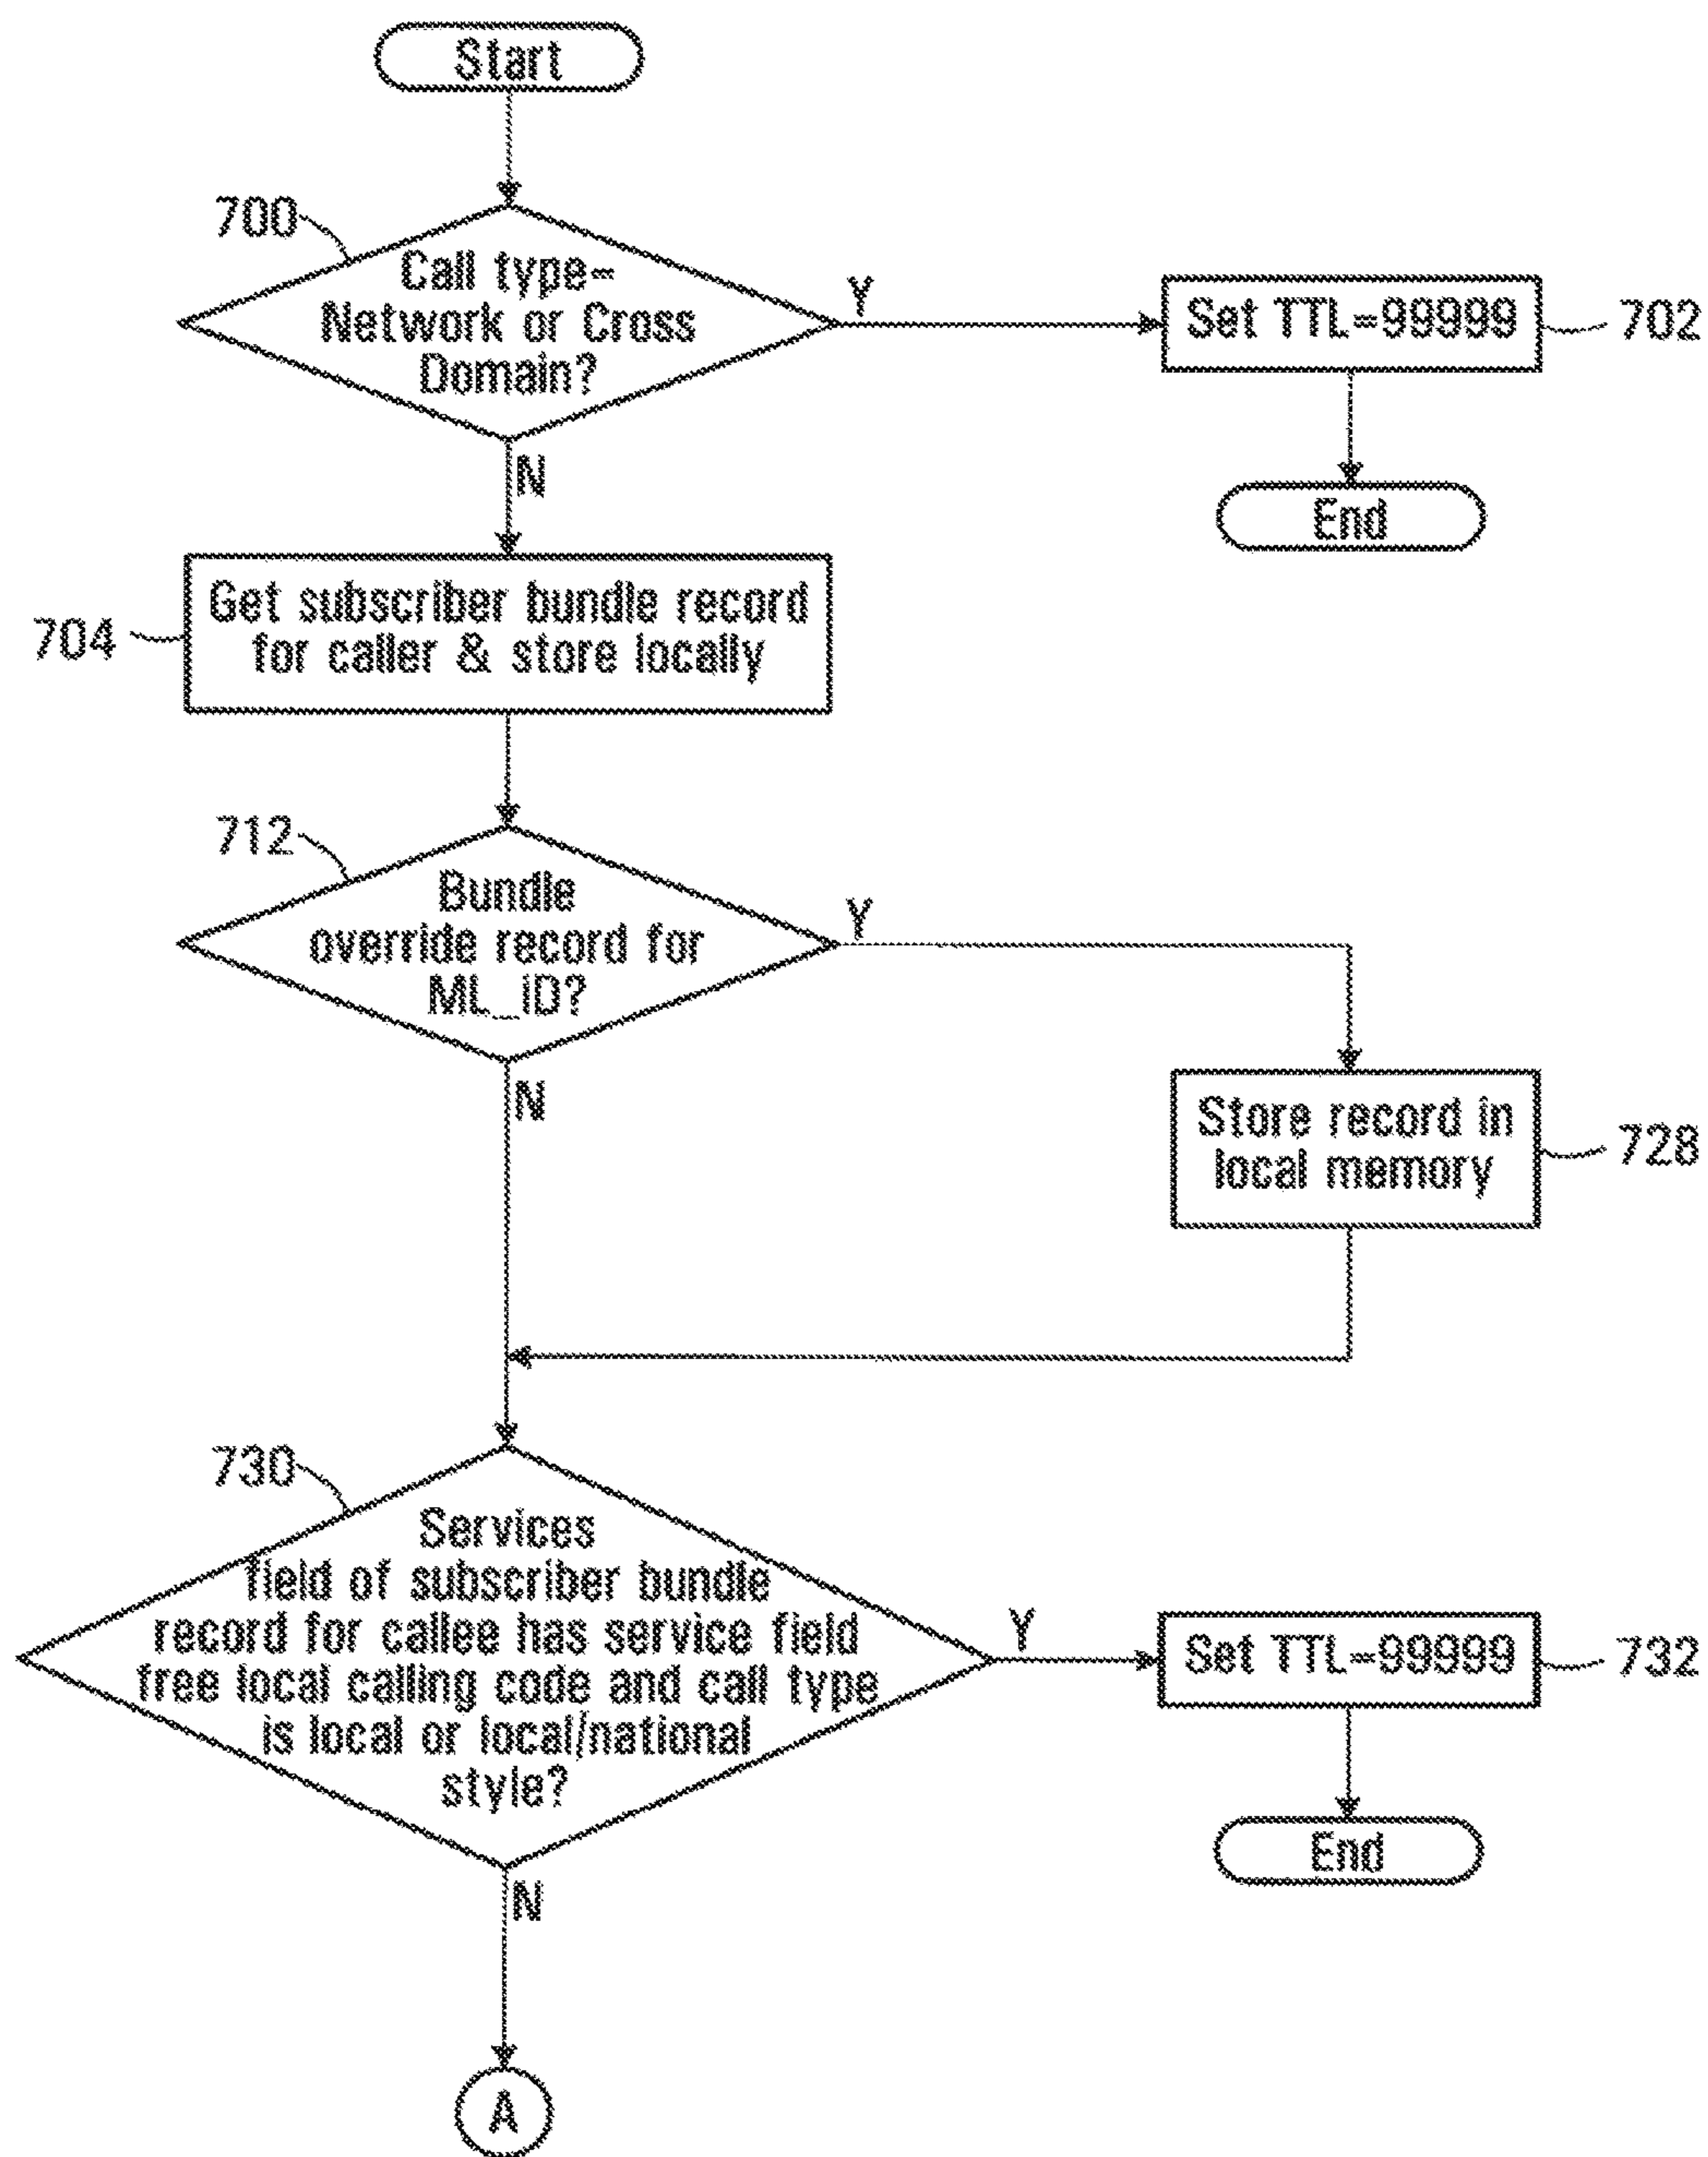 Start
700
Call type=
Network or Cross
Domain?
Y
Set TTL=99999
702
N
End
Get subscriber bundle record
for caller & store locally
704
712
Bundle
override record for
ML_iD?
Y
N
Store record in
local memory
728
730
Services
field of subscriber bundle
record for callee has service field
free local calling code and call type
is local or local/national
style?
Y
Set TTL=99999
732
N
End
A